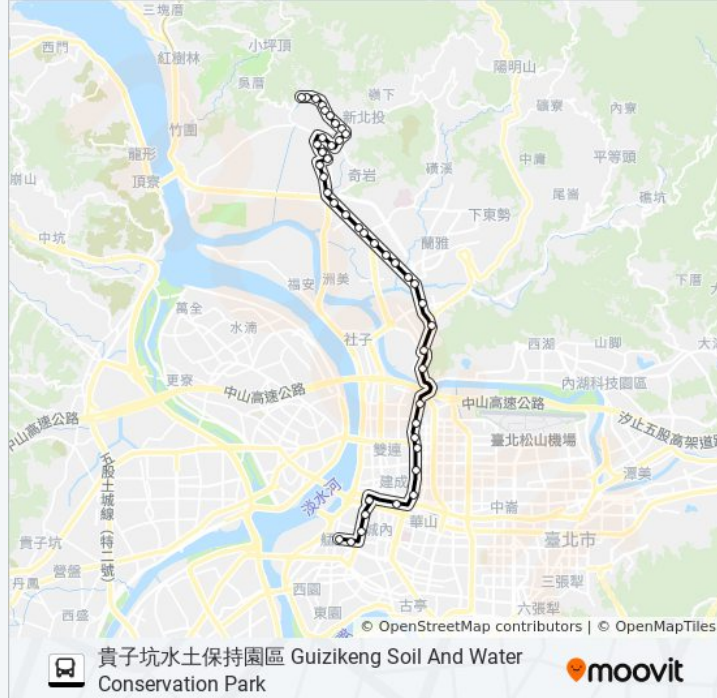 三塊厝
西門
小坪頂
紅樹林
陽明山
吳厝
嶺下
新北投
礦寮
內寮
竹圍
龍形
中庸
平等頭
頂寮
奇岩
磺溪
尾崙
礁坑
下東勢
中坑
蘭雅
福安
洲美
下厝
萬全
水湳
社子
西湖
山腳
更寮
中山高速公路
內湖科技園區
中山高速公路
中山高速公路
汐止五股高架道路
雙連
臺北松山機場
五股土城線（特二號）
淡水河
建成
潭美
中崙
貴子坑
城內
華山
艋
臺北市
營盤
丹鳳
西園
三張犁
西盛
東園
古亭
六張犁
© OpenStreetMap contributors | © OpenMapTiles
貴子坑水土保持園區 Guizikeng Soil And Water
Conservation Park
moovit